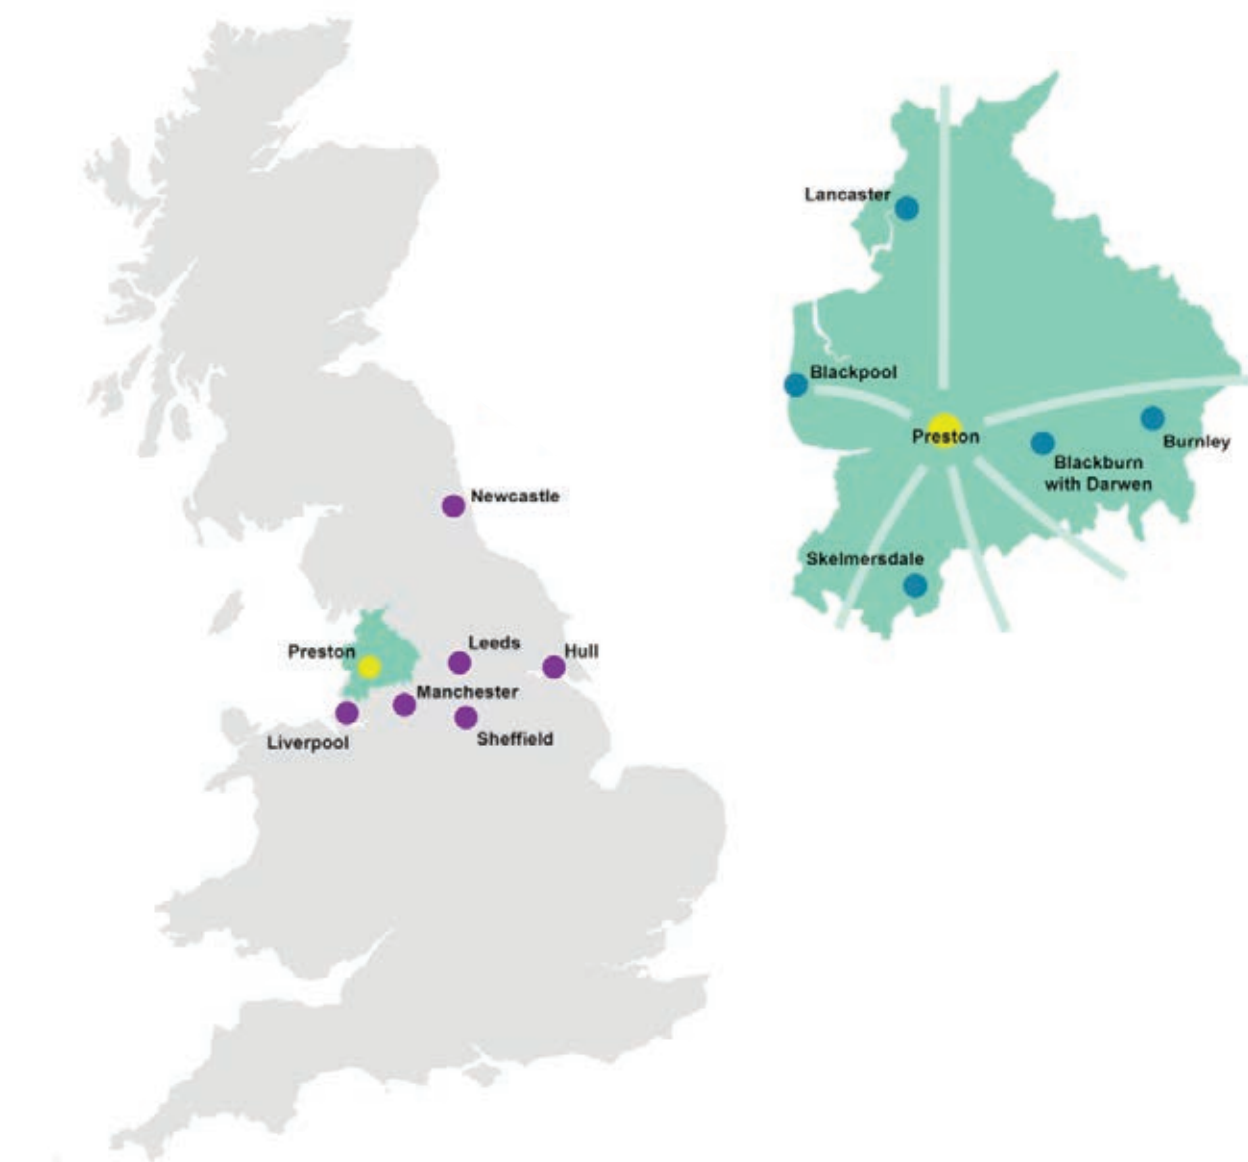 Newcastle
Preston
Leeds
Hull
Manchester
Liverpool
Sheffield
Lancaster
Blackpool
Preston
Burnley
Blackburn
with Darwen
Skelmersdale